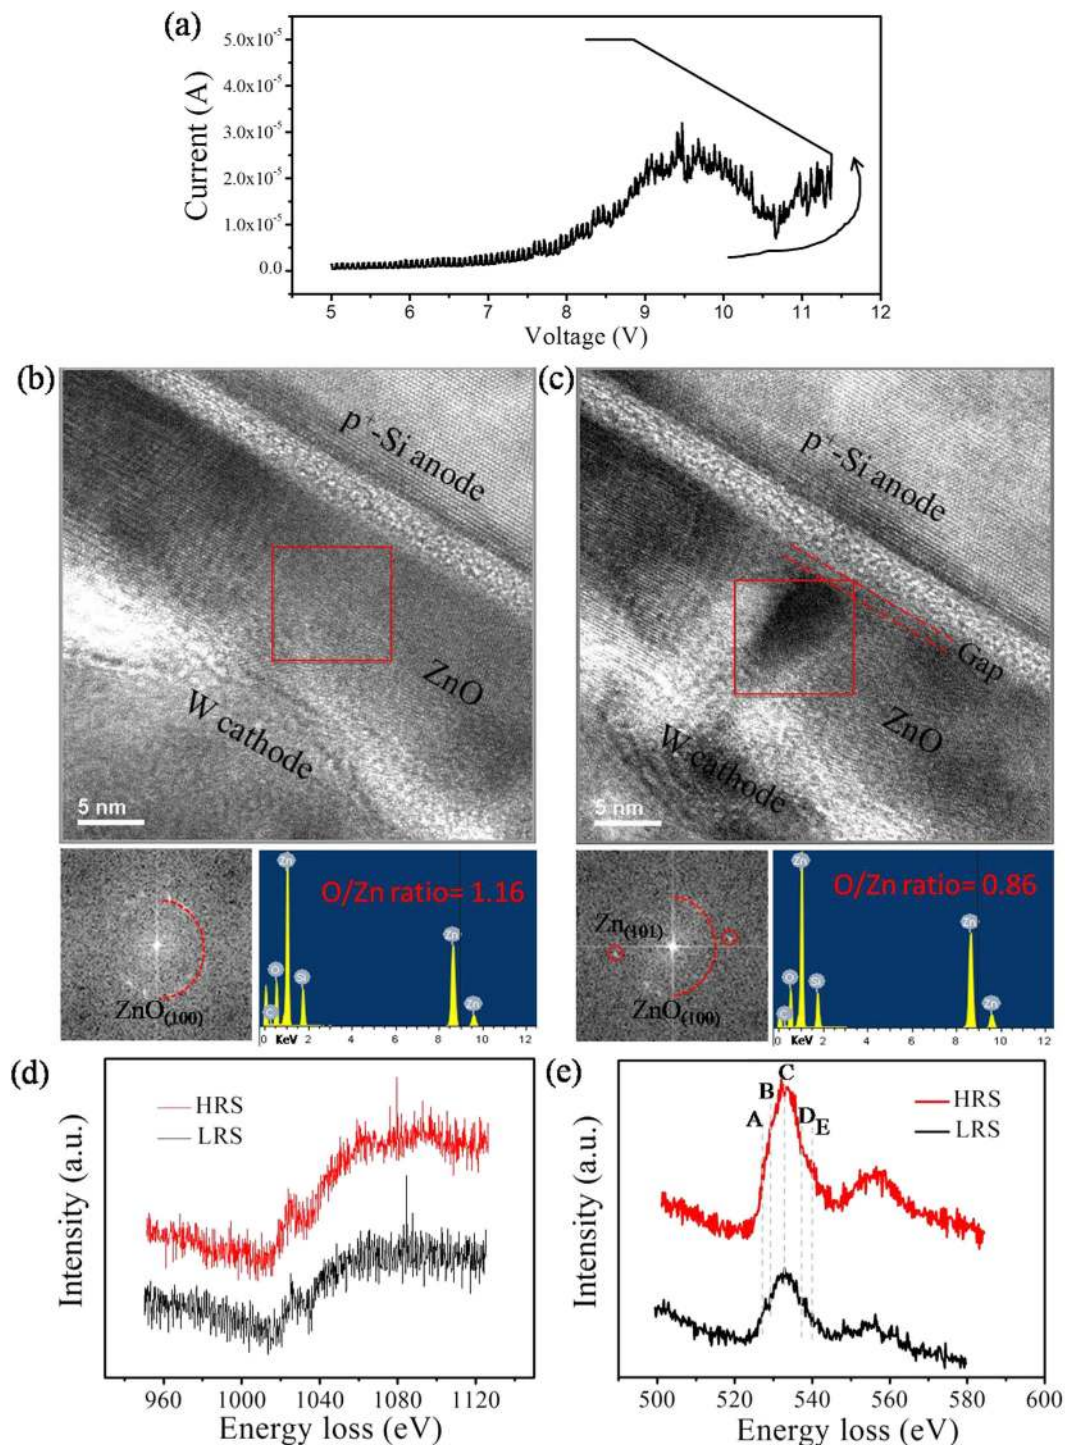 (a)
5.0x10⁻⁵
4.0x10⁻⁵
3.0x10⁻⁵
2.0x10⁻⁵
1.0x10⁻⁵
0.0
Current (A)
5 6 7 8 9 10 11 12
Voltage (V)
(b)
p⁺-Si anode
ZnO
W cathode
5 nm
ZnO(100)
Zn
O/Zn ratio= 1.16
Zn
O
Si
C
Zn
0 KeV 2 4 6 8 10 12
(c)
p⁺-Si anode
Gap
ZnO
W cathode
5 nm
Zn(101)
ZnO(100)
Zn
O/Zn ratio= 0.86
Zn
O
Si
Zn
0 KeV 2 4 6 8 10 12
(d)
HRS
LRS
Intensity (a.u.)
960 1000 1040 1080 1120
Energy loss (eV)
(e)
A B C D E
HRS
LRS
Intensity (a.u.)
500 520 540 560 580 600
Energy loss (eV)